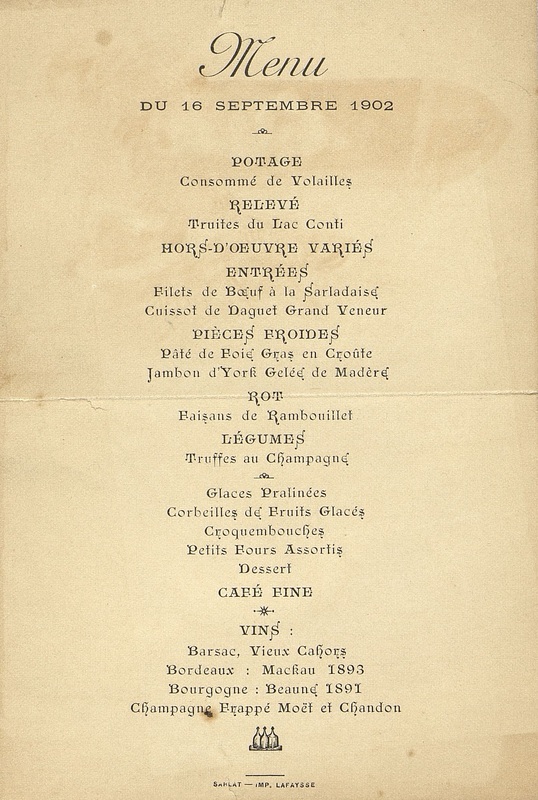 Menu
DU 16 SEPTEMBRE 1902
POTAGE
Consommé de Volailles
RELEVÉ
Truites du Lac Conti
HORS-D'ŒUVRE VARIÉS
ENTRÉES
Filets de Bœuf à la Sarladaise
Cuissot de Daguet Grand Veneur
PIÈCES FROIDES
Pâté de Foie Gras en Croûte
Jambon d'York Gelée de Madère
ROT
Faisans de Rambouillet
LÉGUMES
Truffes au Champagne
Glaces Pralinées
Corbeilles de Fruits Glacés
Croquembouches
Petits Fours Assortis
Dessert
CAFÉ FINE
VINS :
Barsac, Vieux Cahors
Bordeaux : Mackau 1893
Bourgogne : Beaune 1891
Champagne Frappé Moët et Chandon
SARLAT — IMP. LAFAYSSE